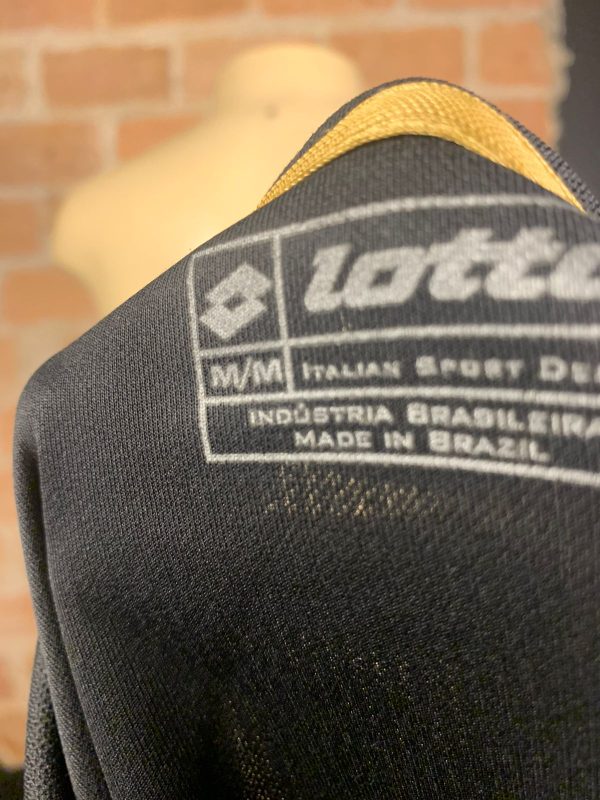 lotto
M/M Italian Sport
Indústria Brasileira
Made in Brazil